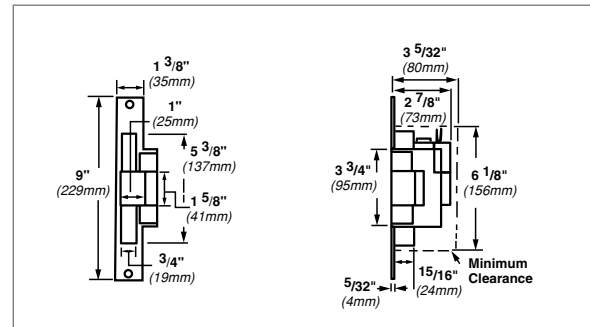 1 3/8"
(35mm)
1"
(25mm)
5 3/8"
(137mm)
9"
(229mm)
1 5/8"
(41mm)
3/4"
(19mm)
3 5/32"
(80mm)
2 7/8"
(73mm)
3 3/4"
(95mm)
6 1/8"
(156mm)
15/16"
(24mm)
5/32"
(4mm)
Minimum
Clearance